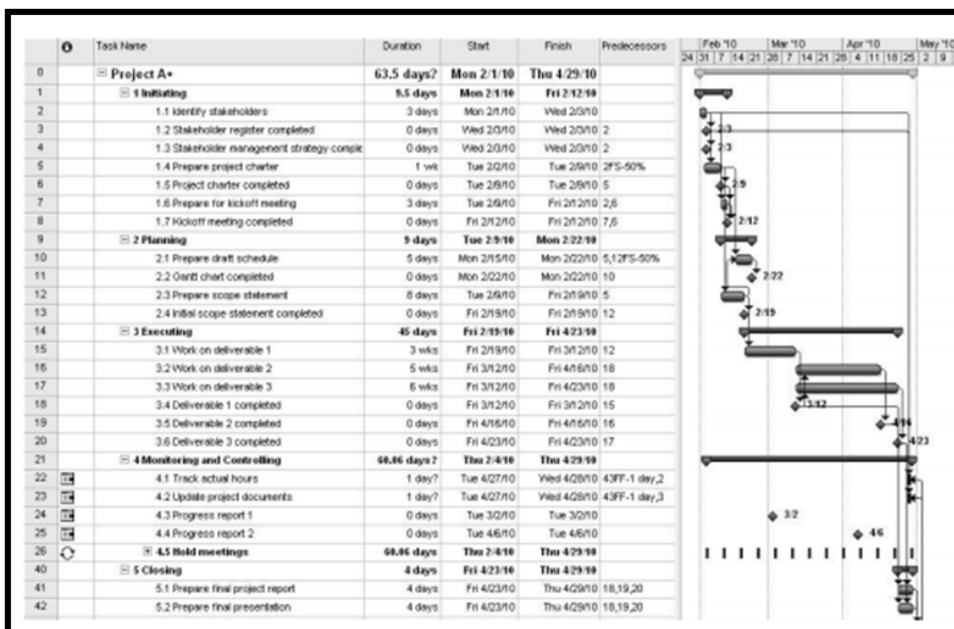 Task Name Duration Start Finish Predecessors Feb '10 Mar '10 Apr '10 May '10
24 31 7 14 21 28 7 14 21 28 4 11 18 25 2 9
0 Project A+ 63.5 days? Mon 2/1/10 Thu 4/29/10
1 1 Initiating 9.5 days Mon 2/1/10 Fri 2/12/10
2 1.1 Identify stakeholders 3 days Mon 2/1/10 Wed 2/3/10
3 1.2 Stakeholder register completed 0 days Wed 2/3/10 Wed 2/3/10 2 2/3
4 1.3 Stakeholder management strategy comple 0 days Wed 2/3/10 Wed 2/3/10 2 2/3
5 1.4 Prepare project charter 1 wk Tue 2/2/10 Tue 2/9/10 2FS-50%
6 1.5 Project charter completed 0 days Tue 2/9/10 Tue 2/9/10 5 2/9
7 1.6 Prepare for kickoff meeting 3 days Tue 2/9/10 Fri 2/12/10 2,6
8 1.7 Kickoff meeting completed 0 days Fri 2/12/10 Fri 2/12/10 7,6 2/12
9 2 Planning 9 days Tue 2/9/10 Mon 2/22/10
10 2.1 Prepare draft schedule 5 days Mon 2/15/10 Mon 2/22/10 5,12FS-50%
11 2.2 Gantt chart completed 0 days Mon 2/22/10 Mon 2/22/10 10 2/22
12 2.3 Prepare scope statement 8 days Tue 2/9/10 Fri 2/19/10 5
13 2.4 Initial scope statement completed 0 days Fri 2/19/10 Fri 2/19/10 12 2/19
14 3 Executing 45 days Fri 2/19/10 Fri 4/23/10
15 3.1 Work on deliverable 1 3 wks Fri 2/19/10 Fri 3/12/10 12
16 3.2 Work on deliverable 2 5 wks Fri 3/12/10 Fri 4/16/10 18
17 3.3 Work on deliverable 3 6 wks Fri 3/12/10 Fri 4/23/10 18
18 3.4 Deliverable 1 completed 0 days Fri 3/12/10 Fri 3/12/10 15 3/12
19 3.5 Deliverable 2 completed 0 days Fri 4/16/10 Fri 4/16/10 16 4/16
20 3.6 Deliverable 3 completed 0 days Fri 4/23/10 Fri 4/23/10 17 4/23
21 4 Monitoring and Controlling 60.06 days? Thu 2/4/10 Thu 4/29/10
22 4.1 Track actual hours 1 day? Tue 4/27/10 Wed 4/28/10 43FF-1 day,2
23 4.2 Update project documents 1 day? Tue 4/27/10 Wed 4/28/10 43FF-1 day,3
24 4.3 Progress report 1 0 days Tue 3/2/10 Tue 3/2/10 3/2
25 4.4 Progress report 2 0 days Tue 4/6/10 Tue 4/6/10 4/6
26 4.5 Hold meetings 60.06 days Thu 2/4/10 Thu 4/29/10
40 5 Closing 4 days Fri 4/23/10 Thu 4/29/10
41 5.1 Prepare final project report 4 days Fri 4/23/10 Thu 4/29/10 18,19,20
42 5.2 Prepare final presentation 4 days Fri 4/23/10 Thu 4/29/10 18,19,20